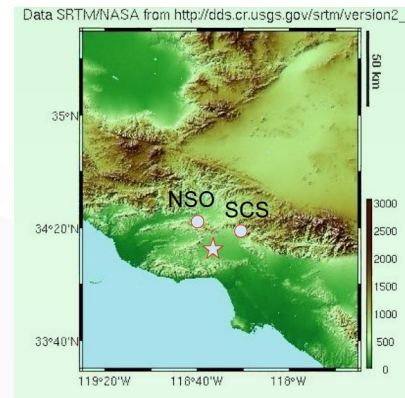 Data SRTM/NASA from http://dds.cr.usgs.gov/srtm/version2_
50 km
35°N
NSO
SCS
34°20'N
33°40'N
3000
2500
2000
1500
1000
500
0
119°20'W 118°40'W 118°W